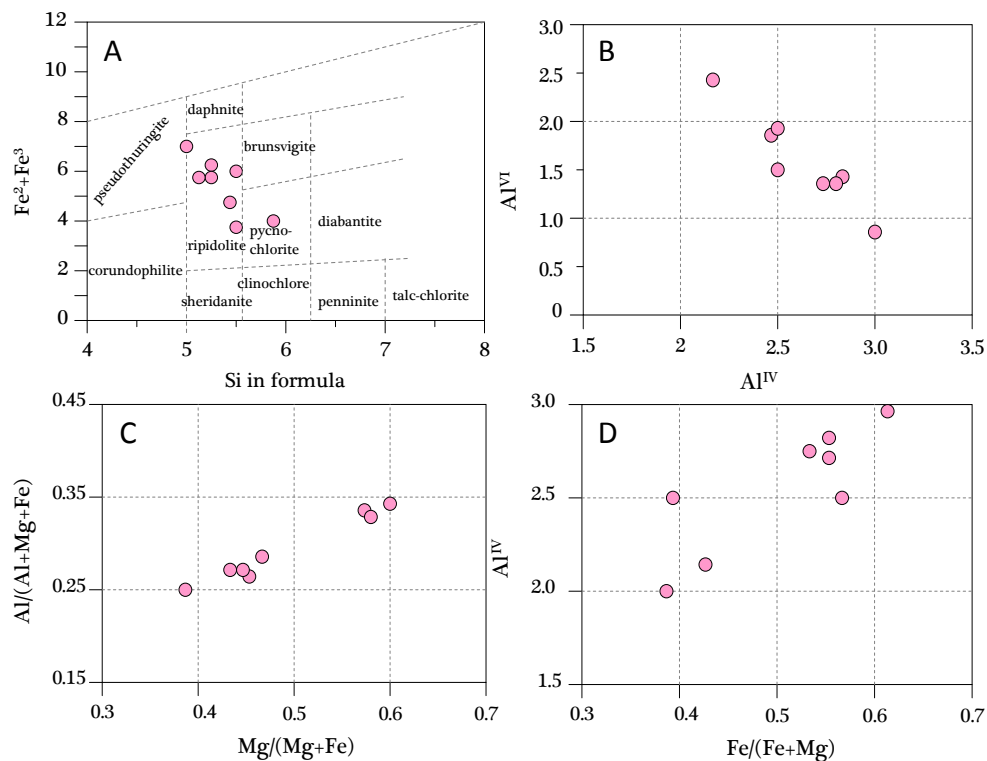 A
12
10
8
6
4
2
0
Fe²+Fe³
daphnite
pseudothuringite
brunsvigite
diabantite
pycno-
chlorite
ripidolite
corundophilite
clinochlore
sheridanite
penninite
talc-chlorite
4
5
6
7
8
Si in formula
B
3.0
2.5
2.0
1.5
1.0
0.5
0
Al^VI
1.5
2
2.5
3.0
3.5
Al^IV
C
0.45
0.35
0.25
0.15
Al/(Al+Mg+Fe)
0.3
0.4
0.5
0.6
0.7
Mg/(Mg+Fe)
D
3.0
2.5
2.0
1.5
Al^IV
0.3
0.4
0.5
0.6
0.7
Fe/(Fe+Mg)